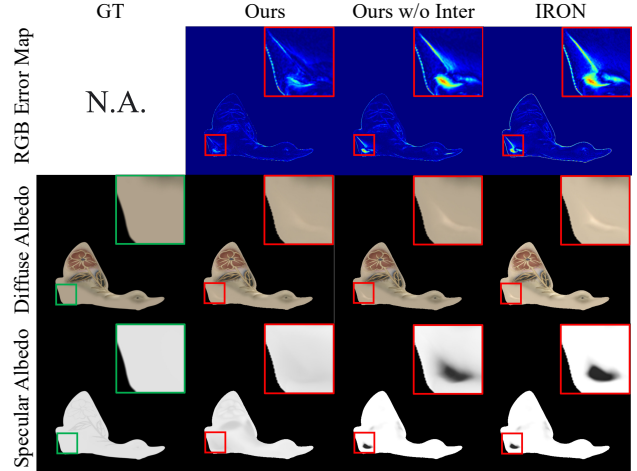 GT
Ours
Ours w/o Inter
IRON
RGB Error Map
N.A.
Diffuse Albedo
Specular Albedo